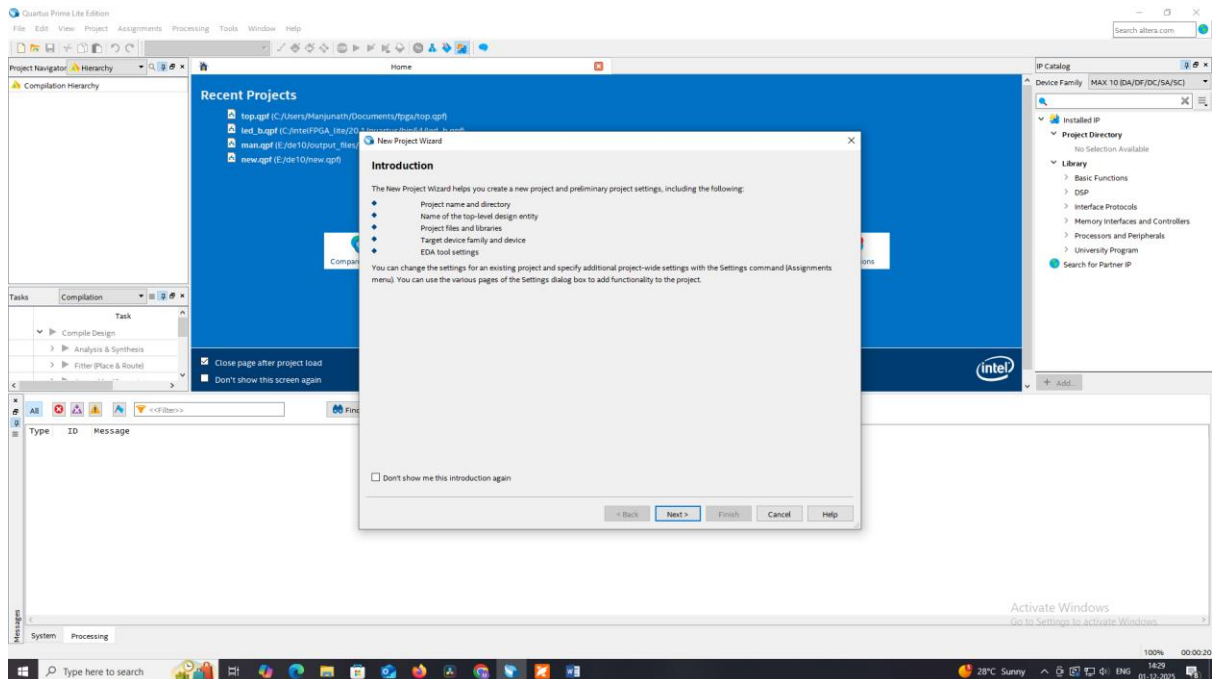 Quartus Prime Lite Edition
File Edit View Project Assignments Processing Tools Window Help
Search altera.com
Project Navigator Hierarchy
Compilation Hierarchy
Home
Recent Projects
top.qpf (C:/Users/Manjunath/Documents/fpga/top.qpf)
led_b.qpf (C:/intelFPGA_lite/20.1/quartus/bin64/led_b.qpf)
man.qpf (E:/de10/output_files/
new.qpf (E:/de10/new.qpf)
Compar
ons
Close page after project load
Don't show this screen again
intel
New Project Wizard
Introduction
The New Project Wizard helps you create a new project and preliminary project settings, including the following:
Project name and directory
Name of the top-level design entity
Project files and libraries
Target device family and device
EDA tool settings
You can change the settings for an existing project and specify additional project-wide settings with the Settings command (Assignments
menu). You can use the various pages of the Settings dialog box to add functionality to the project.
Don't show me this introduction again
< Back Next > Finish Cancel Help
IP Catalog
Device Family MAX 10 (DA/DF/DC/SA/SC)
Installed IP
Project Directory
No Selection Available
Library
Basic Functions
DSP
Interface Protocols
Memory Interfaces and Controllers
Processors and Peripherals
University Program
Search for Partner IP
+ Add...
Tasks Compilation
Task
Compile Design
Analysis & Synthesis
Fitter (Place & Route)
All <<Filter>> Find
Type ID Message
Messages
System Processing
Activate Windows
Go to Settings to activate Windows.
100% 00:00:20
Type here to search
28°C Sunny ENG 14:29
01-12-2025